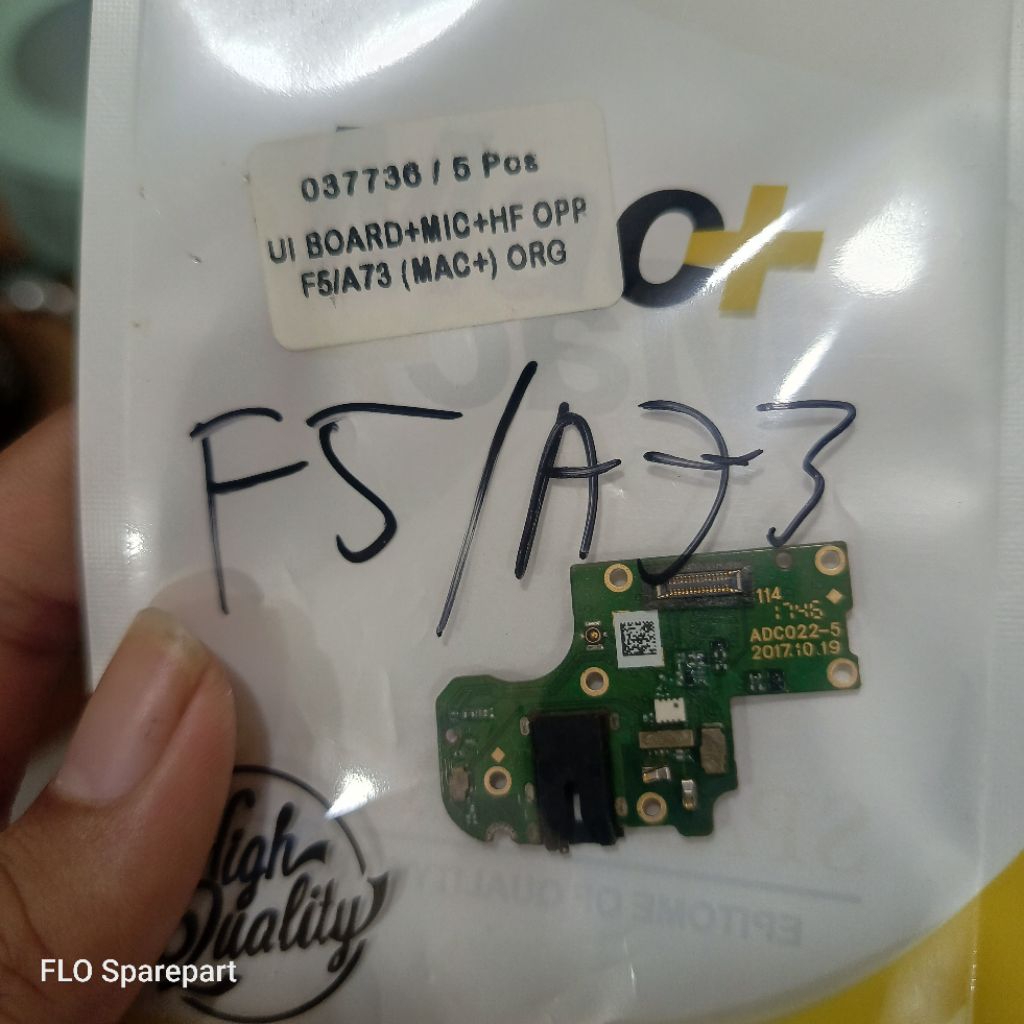 037736 / 5 Pcs
UI BOARD+MIC+HF OPP
F5/A73 (MAC+) ORG
F5/A73
114
1746
ADC022-5
2017.10.19
High
Quality
EPITOME OF QUALITY
FLO Sparepart